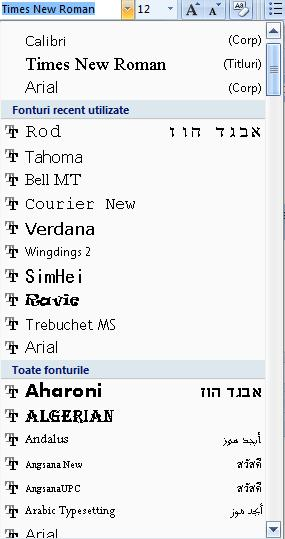 Times New Roman 12 A A Aa
Calibri (Corp)
Times New Roman (Titluri)
Arial (Corp)
Fonturi recent utilizate
Rod אבגד הוז
Tahoma
Bell MT
Courier New
Verdana
Wingdings 2
SimHei
Ravie
Trebuchet MS
Arial
Toate fonturile
Aharoni אבגד הוז
ALGERIAN
Andalus أبجد هوز
Angsana New สวัสดี
AngsanaUPC สวัสดี
Arabic Typesetting أبجد هوز
Arial